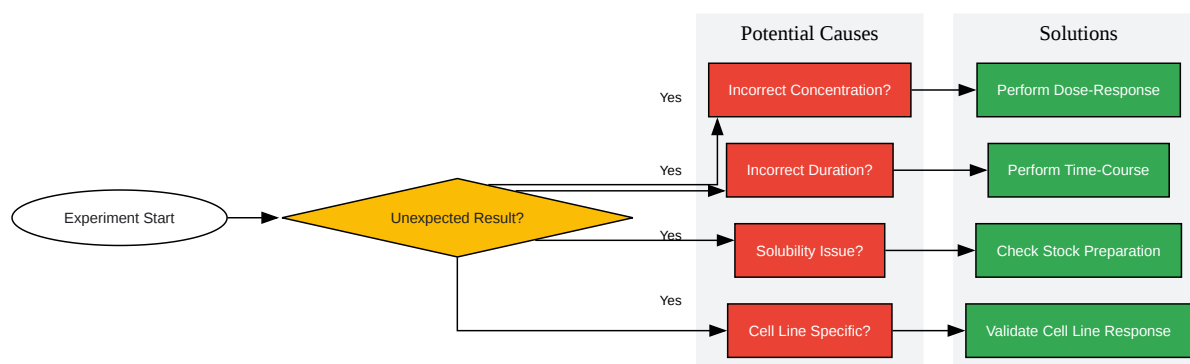 Potential Causes
Solutions
Yes
Incorrect Concentration?
Perform Dose-Response
Yes
Incorrect Duration?
Perform Time-Course
Experiment Start
Unexpected Result?
Yes
Solubility Issue?
Check Stock Preparation
Yes
Cell Line Specific?
Validate Cell Line Response